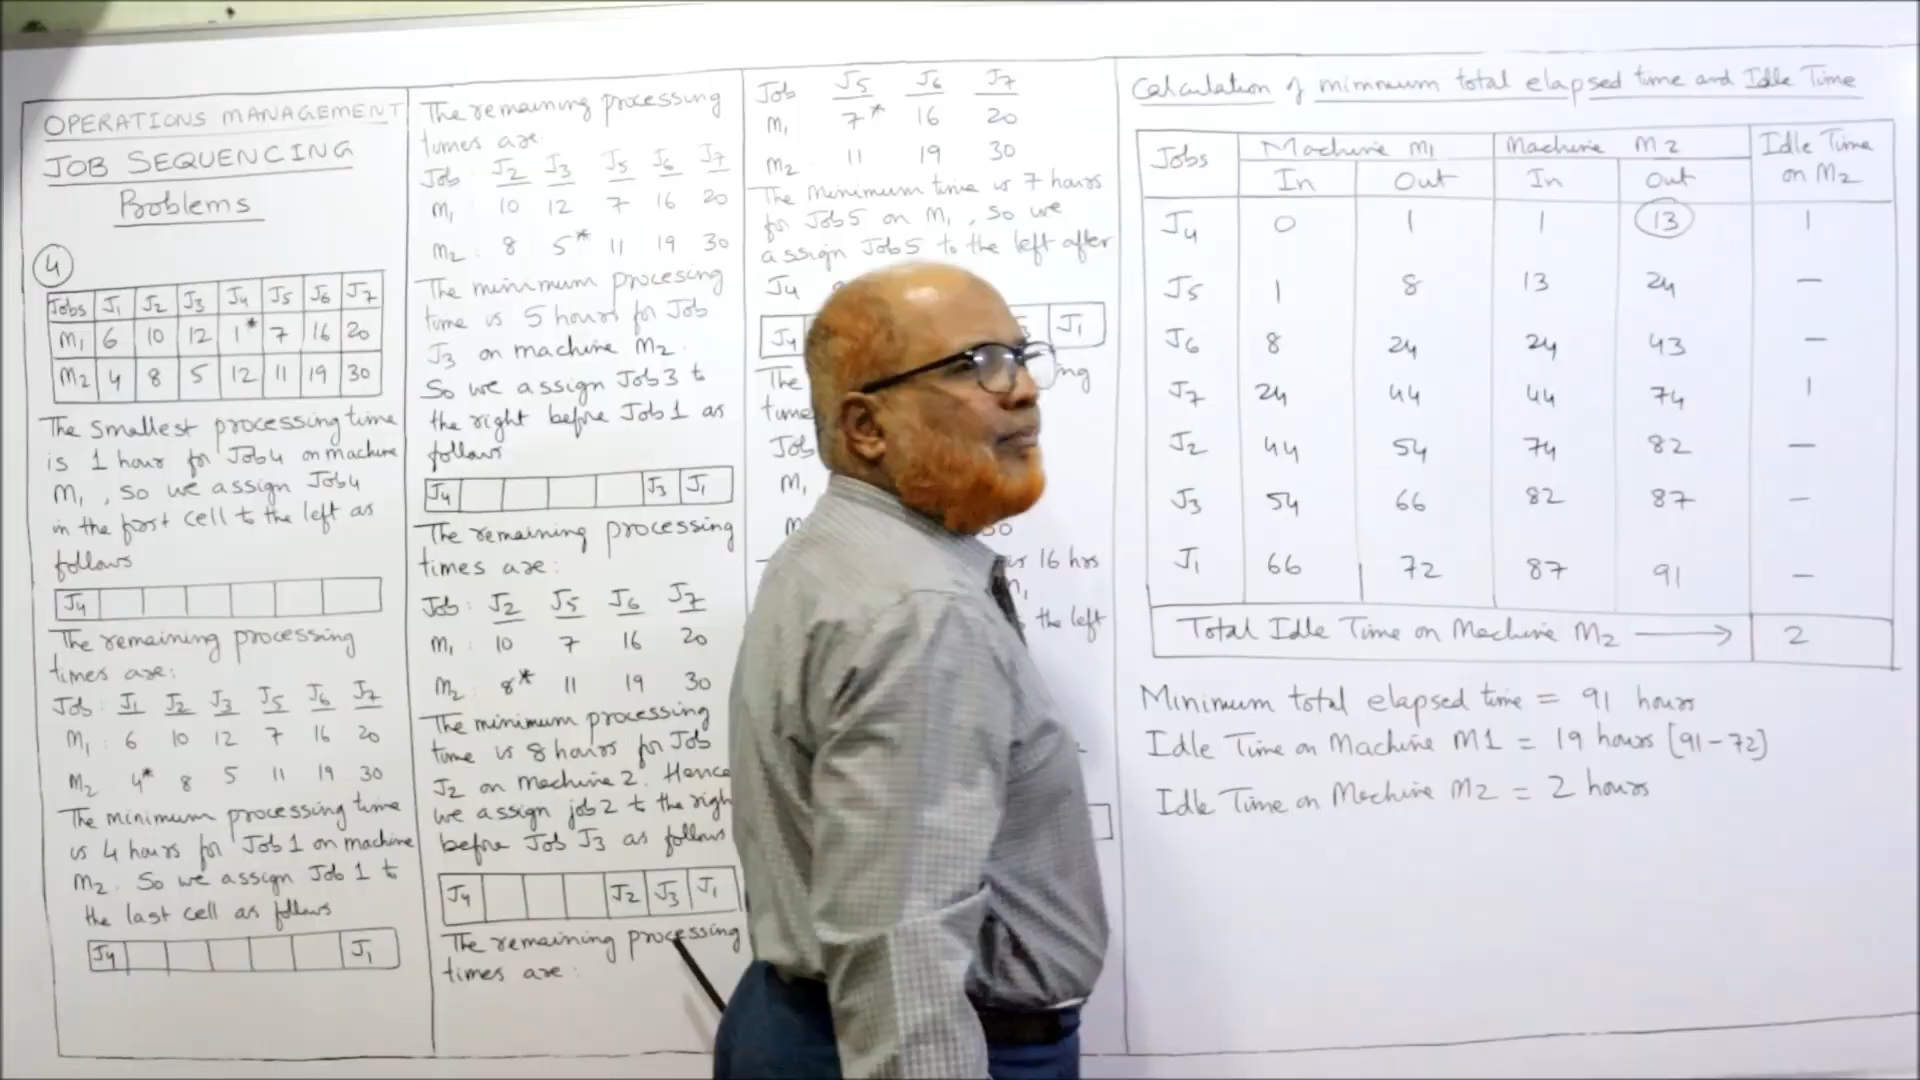 OPERATIONS MANAGEMENT
JOB SEQUENCING
Problems
4
Jobs J1 J2 J3 J4 J5 J6 J7
M1 6 10 12 1* 7 16 20
M2 4 8 5 12 11 19 30
The smallest processing time
is 1 hour for Job4 on machine
M1, so we assign Job4
in the first cell to the left as
follows
J4
The remaining processing
times are:
Job: J1 J2 J3 J5 J6 J7
M1: 6 10 12 7 16 20
M2: 4* 8 5 11 19 30
The minimum processing time
is 4 hours for Job 1 on machine
M2. So we assign Job 1 to
the last cell as follows
J4 J1
The remaining processing
times are.
Job: J2 J3 J5 J6 J7
M1: 10 12 7 16 20
M2: 8 5* 11 19 30
The minimum processing
time is 5 hours for Job
J3 on machine M2.
So we assign Job 3 to
the right before Job 1 as
follows
J4 J3 J1
The remaining processing
times are:
Job: J2 J5 J6 J7
M1: 10 7 16 20
M2: 8* 11 19 30
The minimum processing
time is 8 hours for Job
J2 on machine 2. Hence
we assign job 2 to the right
before Job J3 as follows
J4 J2 J3 J1
The remaining processing
times are:
Job J5 J6 J7
M1 7* 16 20
M2 11 19 30
The minimum time is 7 hours
for Job5 on M1, so we
assign Job5 to the left after
J4
J4 J1
The
time
Job
M1
is 16 hrs
the left
Calculation of minimum total elapsed time and Idle Time
Jobs Machine M1 Machine M2 Idle Time on M2
In Out In Out
J4 0 1 1 13 1
J5 1 8 13 24 —
J6 8 24 24 43 —
J7 24 44 44 74 1
J2 44 54 74 82 —
J3 54 66 82 87 —
J1 66 72 87 91 —
Total Idle Time on Machine M2 → 2
Minimum total elapsed time = 91 hours
Idle Time on Machine M1 = 19 hours [91-72]
Idle Time on Machine M2 = 2 hours